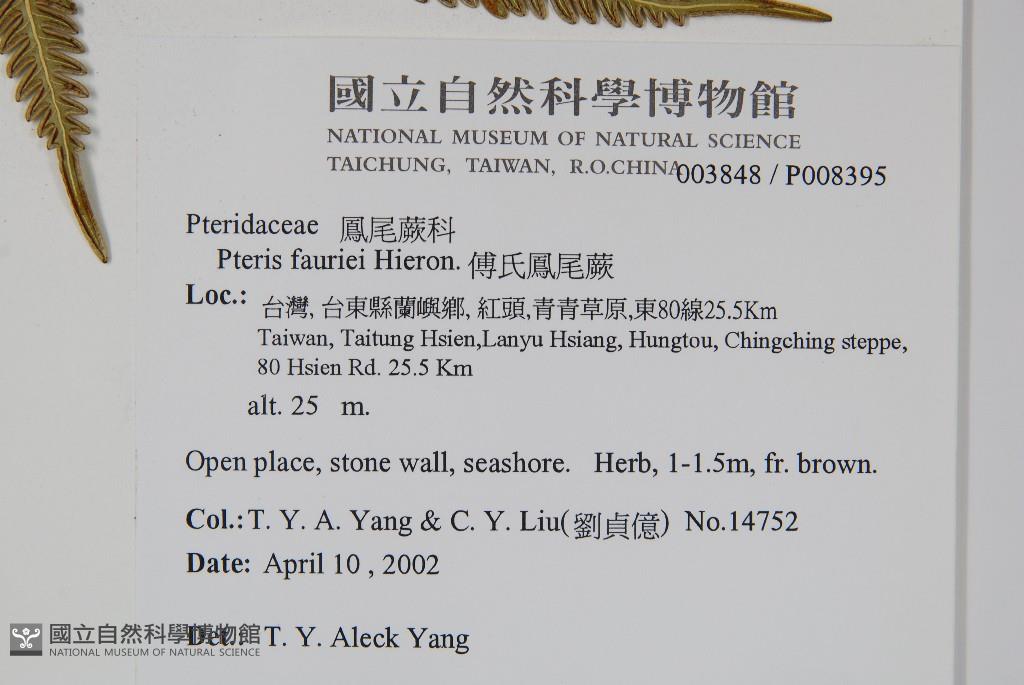 國立自然科學博物館
NATIONAL MUSEUM OF NATURAL SCIENCE
TAICHUNG, TAIWAN, R.O.CHINA
003848 / P008395
Pteridaceae 鳳尾蕨科
Pteris fauriei Hieron. 傅氏鳳尾蕨
Loc.: 台灣, 台東縣蘭嶼鄉, 紅頭,青青草原,東80線25.5Km
Taiwan, Taitung Hsien,Lanyu Hsiang, Hungtou, Chingching steppe,
80 Hsien Rd. 25.5 Km
alt. 25 m.
Open place, stone wall, seashore. Herb, 1-1.5m, fr. brown.
Col.: T. Y. A. Yang & C. Y. Liu(劉貞億) No.14752
Date: April 10 , 2002
Det.: T. Y. Aleck Yang
國立自然科學博物館
NATIONAL MUSEUM OF NATURAL SCIENCE